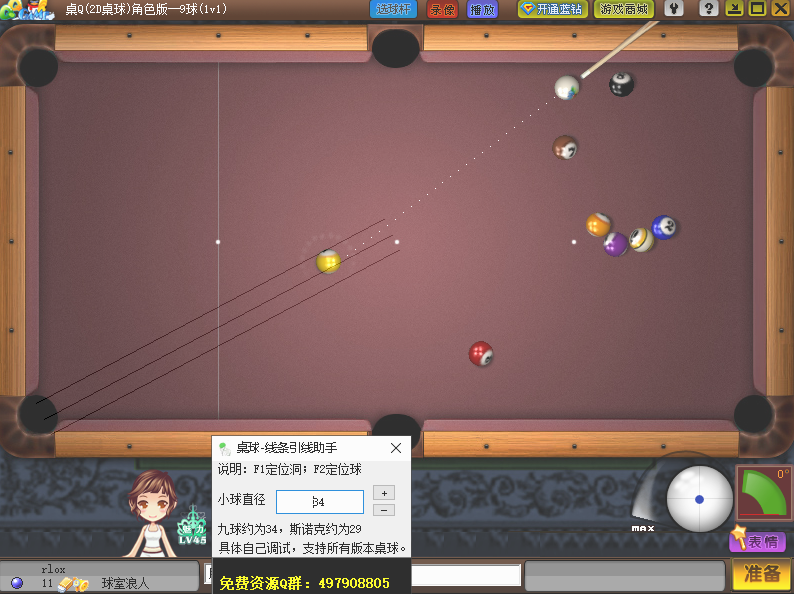 桌Q(2D桌球)角色版——9球(1v1)
选球杆
录像
播放
开通蓝钻
游戏商城
?
桌球-线条引线助手
说明：F1定位洞；F2定位球
小球直径
34
+
−
九球约为34，斯诺克约为29
具体自己调试，支持所有版本桌球。
免费资源Q群：497908805
魅力
LV45
max
0°
表情
rlox
11
球室浪人
准备